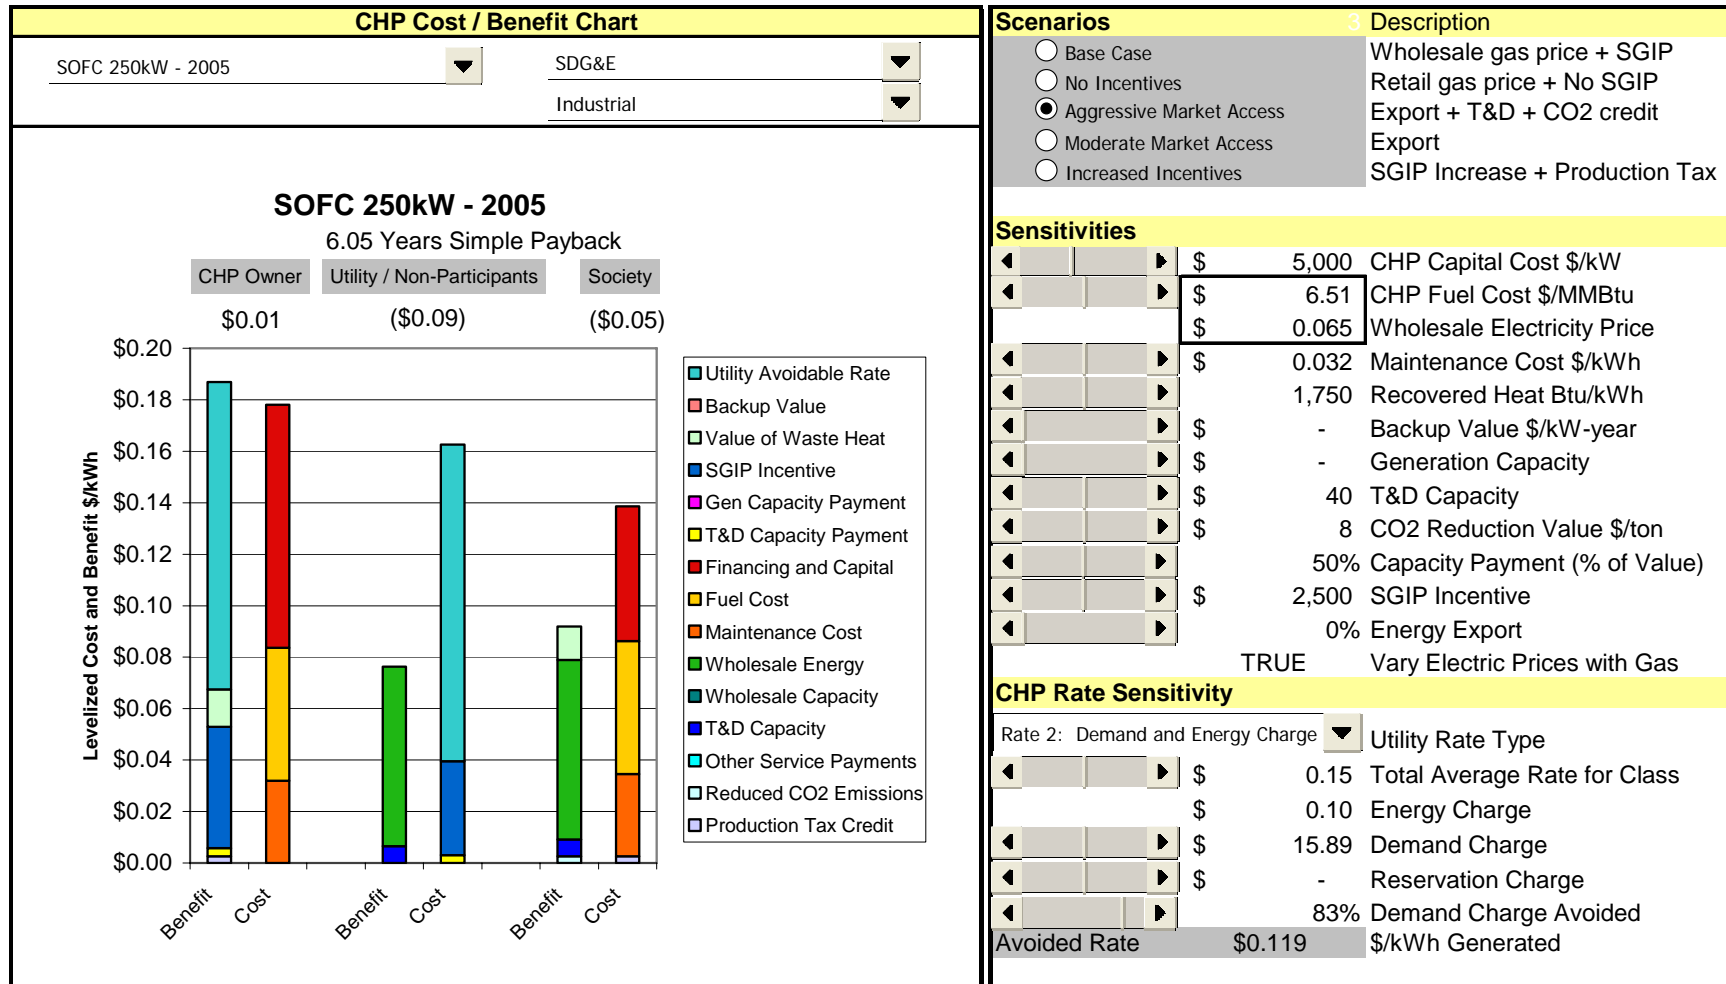 CHP Cost / Benefit Chart
SOFC 250kW - 2005
SDG&E
Industrial
SOFC 250kW - 2005
6.05 Years Simple Payback
CHP Owner Utility / Non-Participants Society
$0.01 ($0.09) ($0.05)
Levelized Cost and Benefit $/kWh
$0.20
$0.18
$0.16
$0.14
$0.12
$0.10
$0.08
$0.06
$0.04
$0.02
$0.00
Benefit Cost Benefit Cost Benefit Cost
Utility Avoidable Rate
Backup Value
Value of Waste Heat
SGIP Incentive
Gen Capacity Payment
T&D Capacity Payment
Financing and Capital
Fuel Cost
Maintenance Cost
Wholesale Energy
Wholesale Capacity
T&D Capacity
Other Service Payments
Reduced CO2 Emissions
Production Tax Credit
Scenarios 3 Description
Base Case Wholesale gas price + SGIP
No Incentives Retail gas price + No SGIP
Aggressive Market Access Export + T&D + CO2 credit
Moderate Market Access Export
Increased Incentives SGIP Increase + Production Tax
Sensitivities
$ 5,000 CHP Capital Cost $/kW
$ 6.51 CHP Fuel Cost $/MMBtu
$ 0.065 Wholesale Electricity Price
$ 0.032 Maintenance Cost $/kWh
1,750 Recovered Heat Btu/kWh
$ - Backup Value $/kW-year
$ - Generation Capacity
$ 40 T&D Capacity
$ 8 CO2 Reduction Value $/ton
50% Capacity Payment (% of Value)
$ 2,500 SGIP Incentive
0% Energy Export
TRUE Vary Electric Prices with Gas
CHP Rate Sensitivity
Rate 2: Demand and Energy Charge Utility Rate Type
$ 0.15 Total Average Rate for Class
$ 0.10 Energy Charge
$ 15.89 Demand Charge
$ - Reservation Charge
83% Demand Charge Avoided
Avoided Rate $0.119 $/kWh Generated